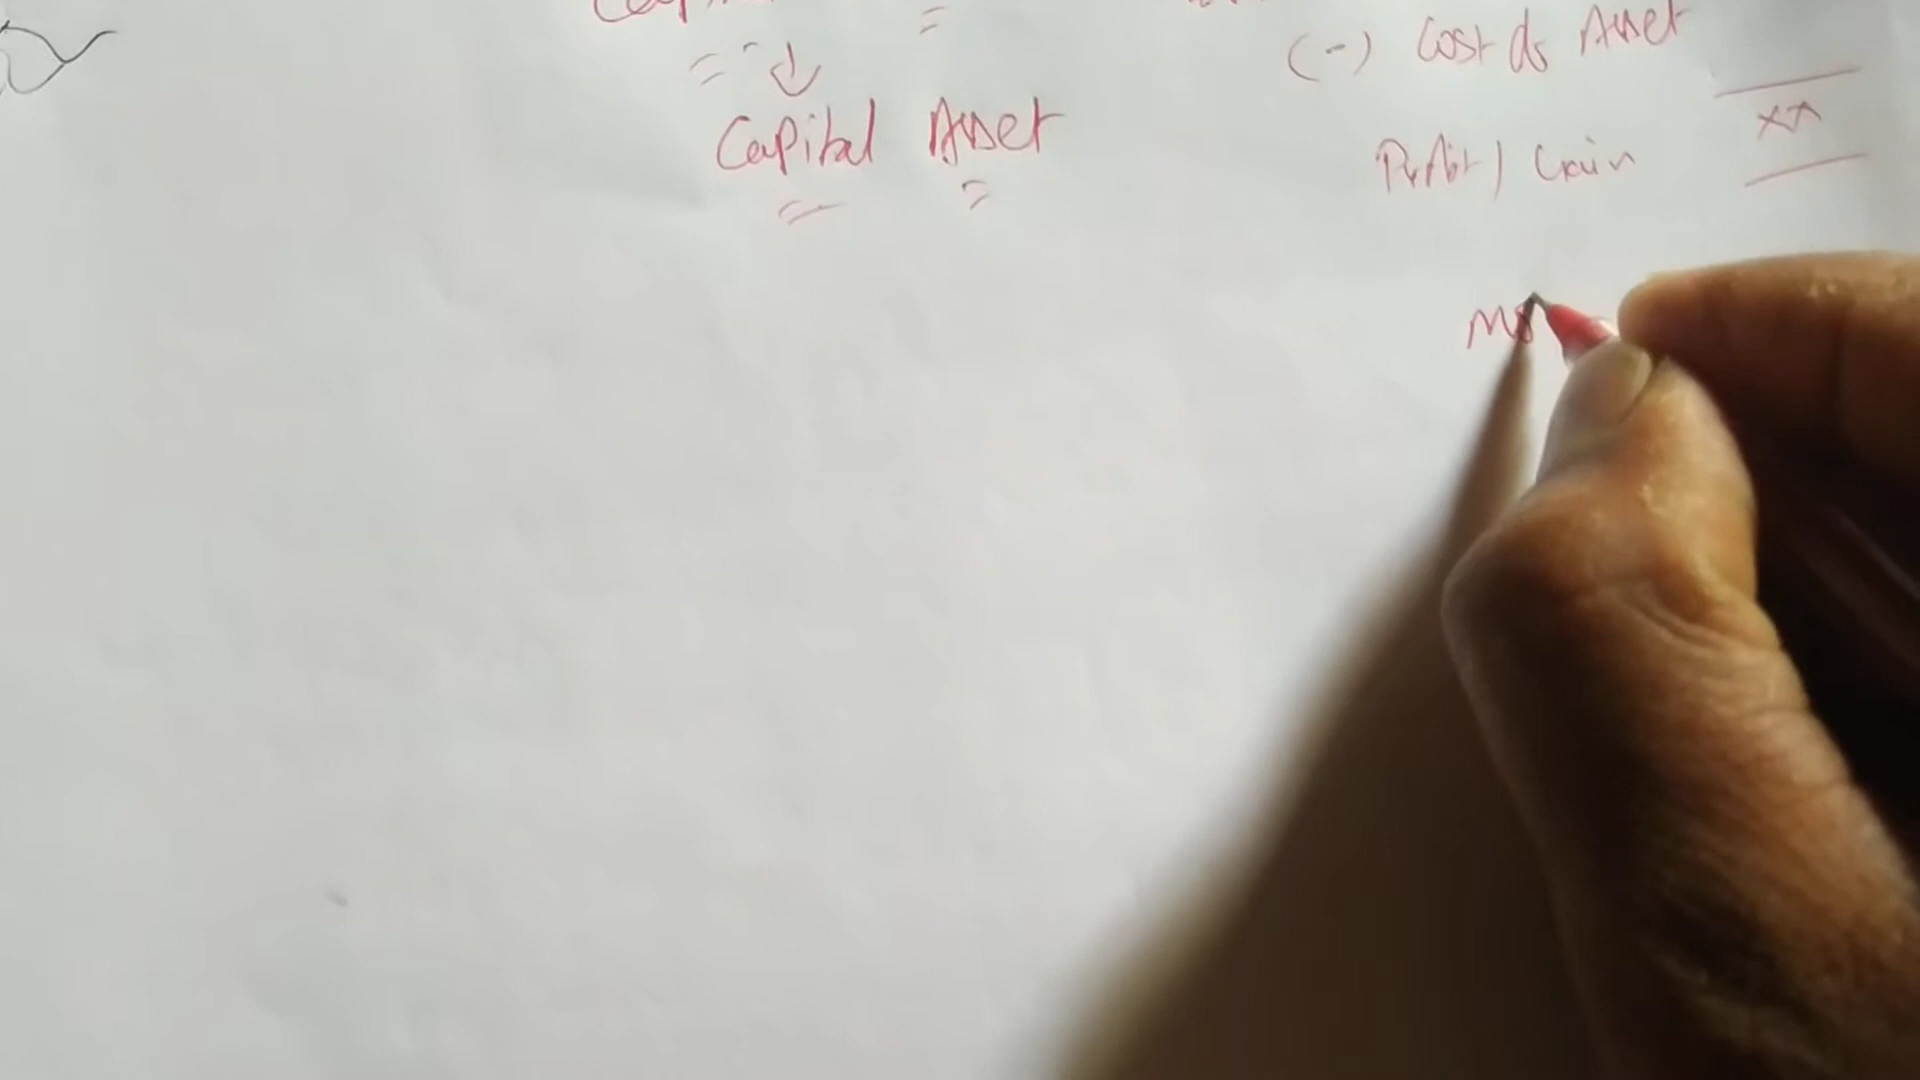 (-) Cost of Asset
Capital Asset
xx
Profit / Gain